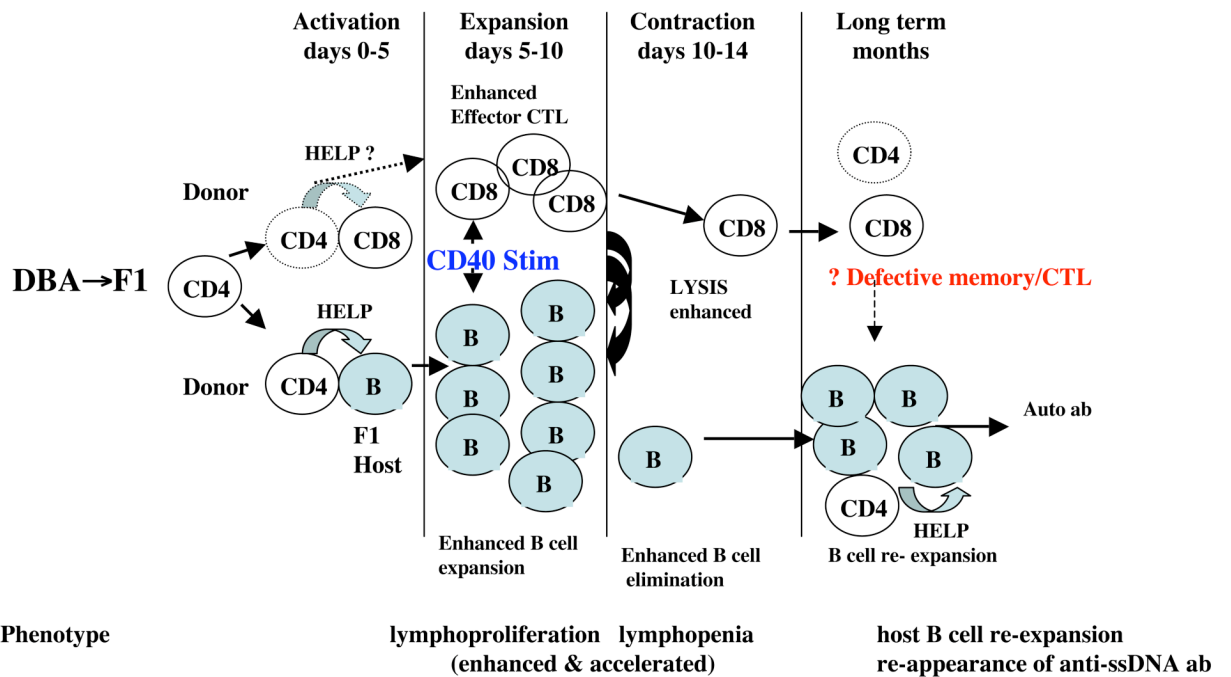 Activation
days 0-5
Expansion
days 5-10
Contraction
days 10-14
Long term
months
Enhanced
Effector CTL
HELP ?
Donor
CD4
CD8
CD8
CD8
CD8
CD8
CD4
CD8
DBA→F1
CD4
CD40 Stim
LYSIS
enhanced
? Defective memory/CTL
HELP
Donor
CD4
B
F1
Host
B
B
B
B
B
B
B
B
B
B
B
B
B
CD4
HELP
Auto ab
Enhanced B cell
expansion
Enhanced B cell
elimination
B cell re- expansion
Phenotype
lymphoproliferation lymphopenia
(enhanced & accelerated)
host B cell re-expansion
re-appearance of anti-ssDNA ab